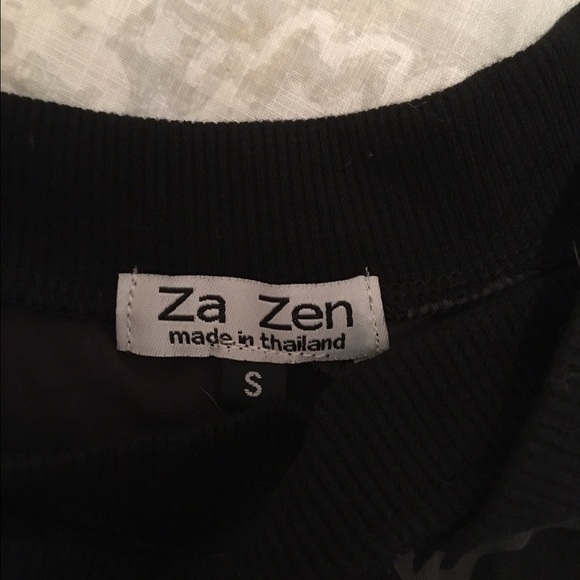 Za Zen
made in thailand
S